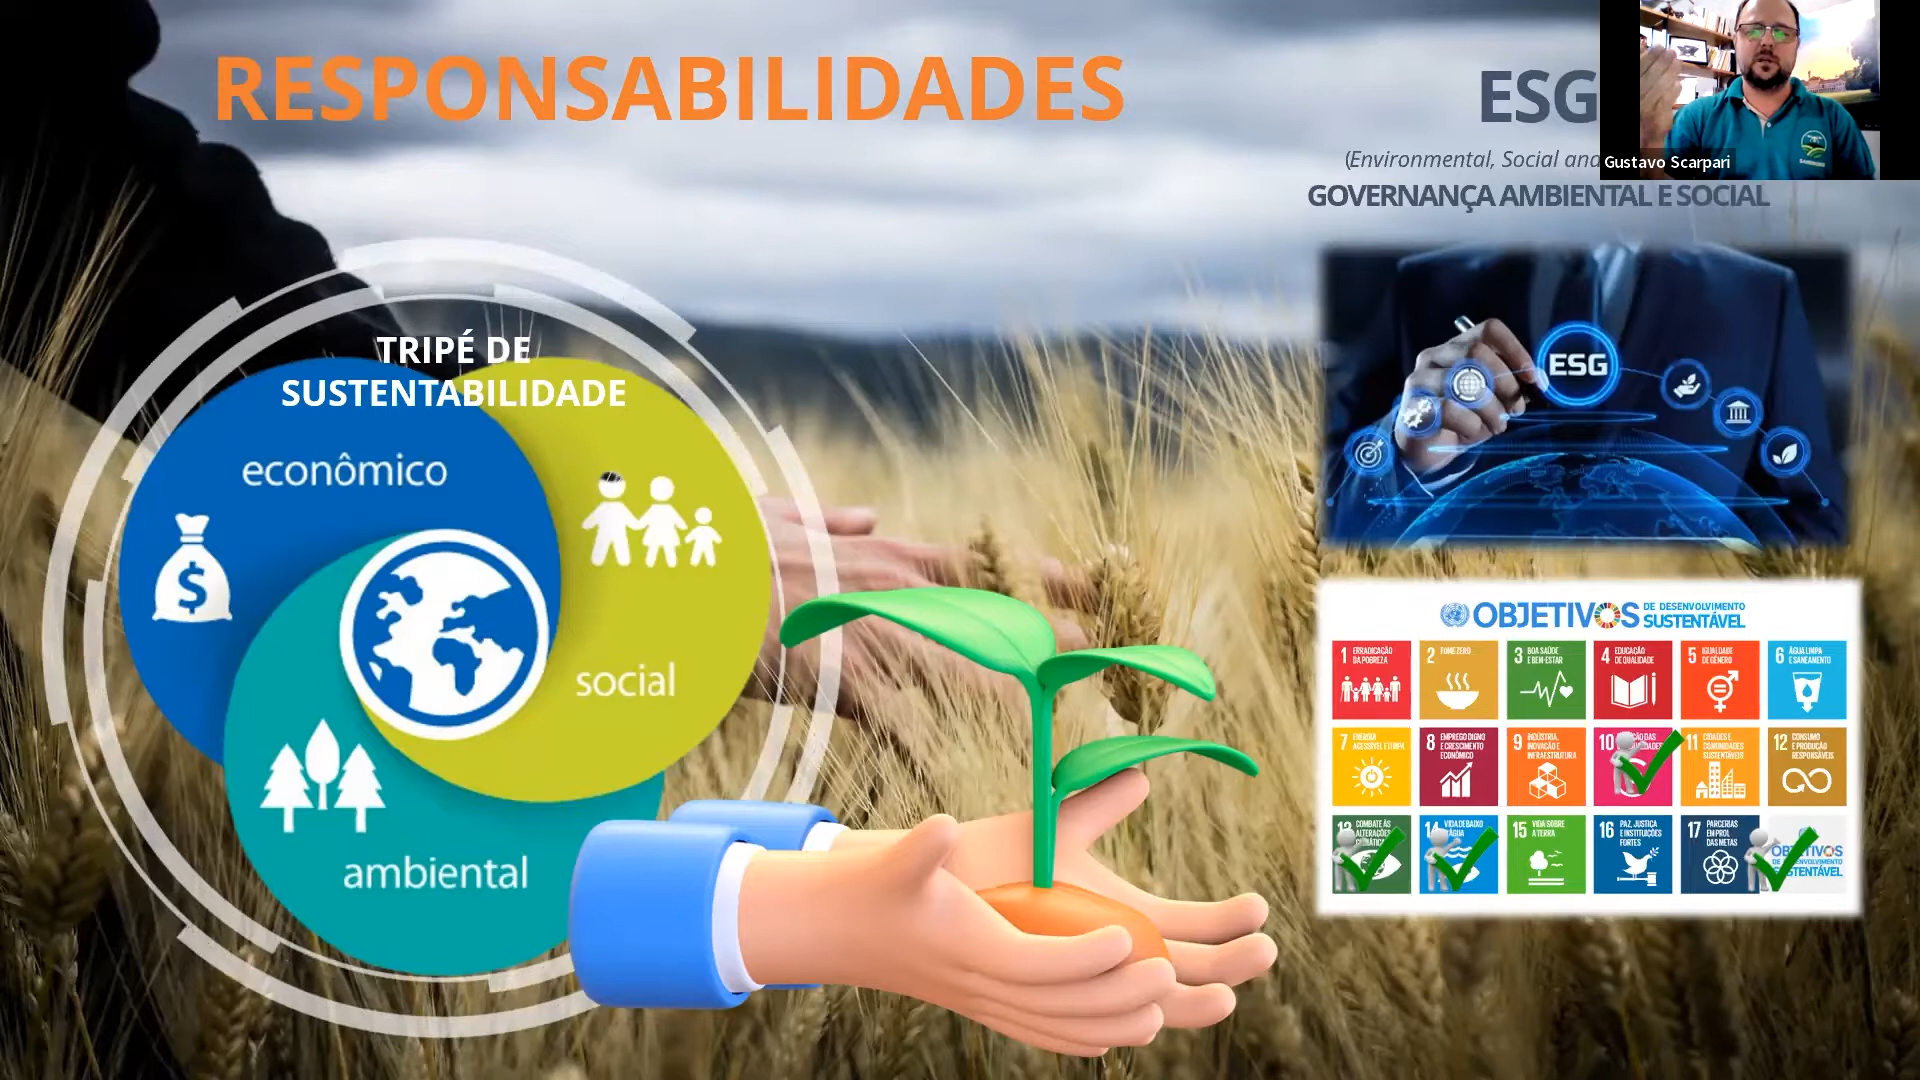 RESPONSABILIDADES
ESG
(Environmental, Social and
GOVERNANÇA AMBIENTAL E SOCIAL
Gustavo Scarpari
TRIPÉ DE
SUSTENTABILIDADE
econômico
$
social
ambiental
ESG
OBJETIVOS DE DESENVOLVIMENTO
SUSTENTÁVEL
1 ERRADICAÇÃO
DA POBREZA
2 FOME ZERO
3 BOA SAÚDE
E BEM-ESTAR
4 EDUCAÇÃO
DE QUALIDADE
5 IGUALDADE
DE GÊNERO
6 ÁGUA LIMPA
E SANEAMENTO
7 ENERGIA
ACESSÍVEL E LIMPA
8 EMPREGO DIGNO
E CRESCIMENTO
ECONÔMICO
9 INDÚSTRIA,
INOVAÇÃO E
INFRAESTRUTURA
10
11 CIDADES E
COMUNIDADES
SUSTENTÁVEIS
12 CONSUMO
E PRODUÇÃO
RESPONSÁVEIS
13 COMBATE ÀS
ALTERAÇÕES
14 VIDA DEBAIXO
15 VIDA SOBRE
A TERRA
16 PAZ, JUSTIÇA
E INSTITUIÇÕES
FORTES
17 PARCERIAS
EM PROL
DAS METAS